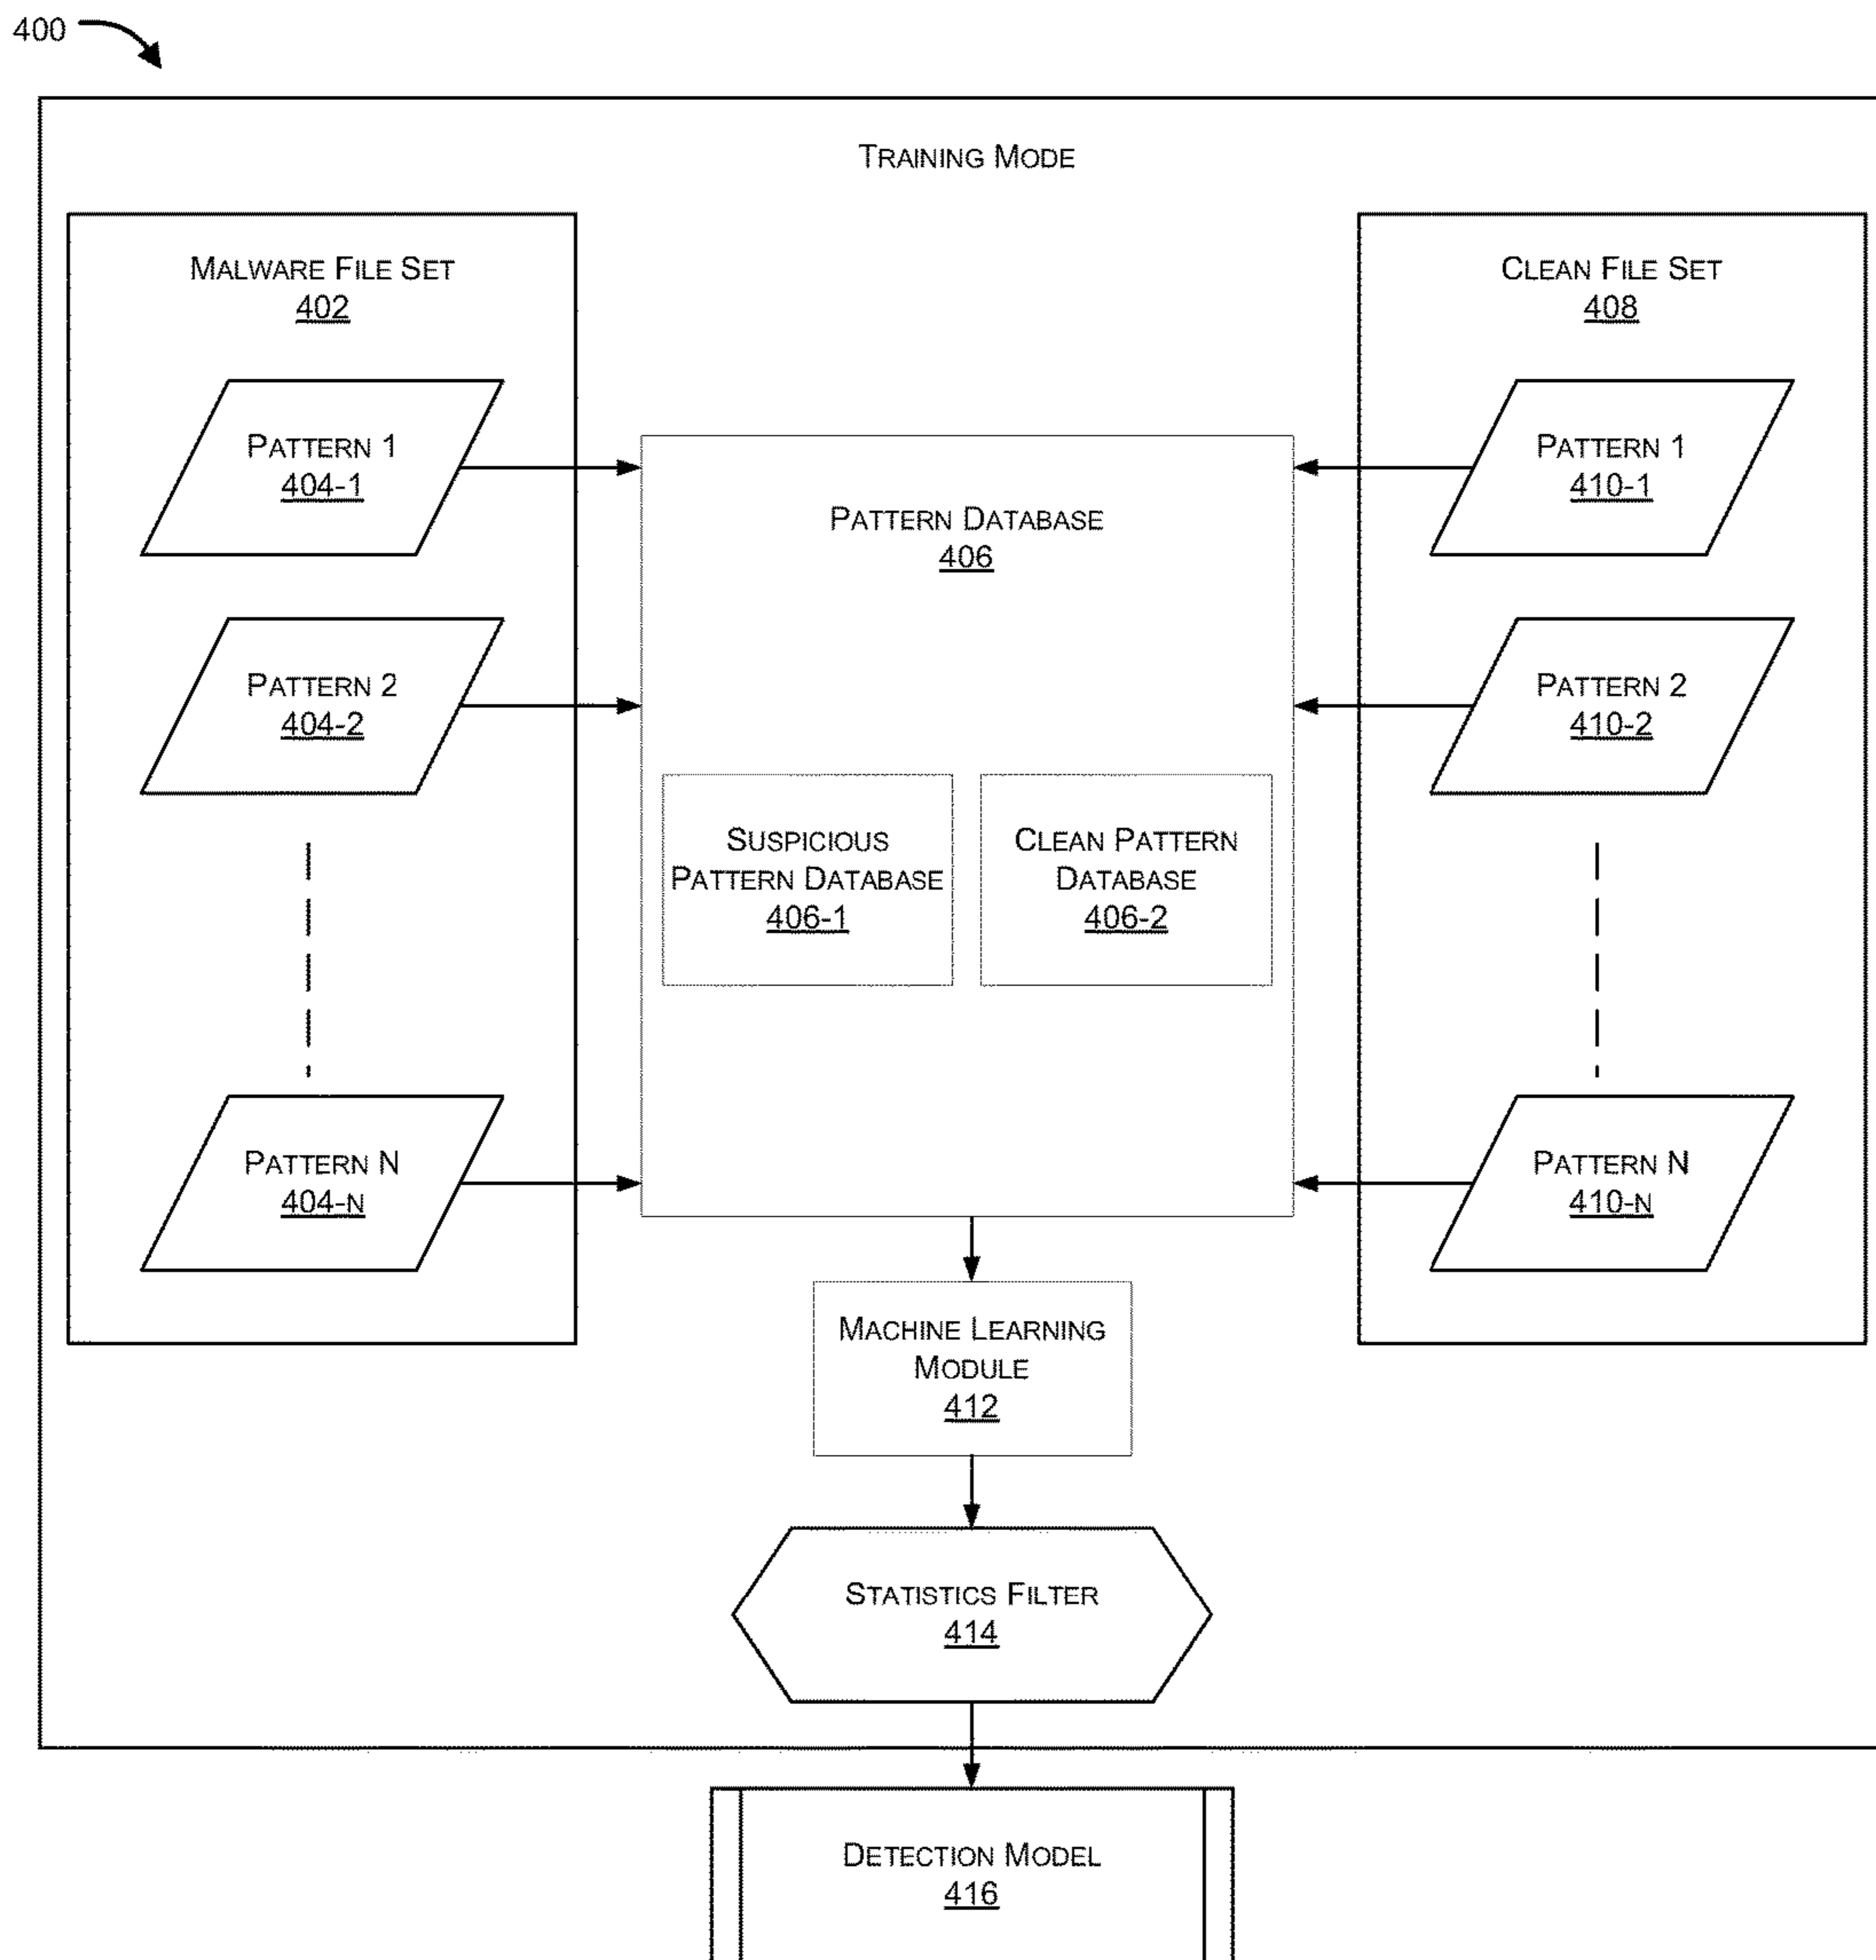 400
TRAINING MODE
MALWARE FILE SET
402
PATTERN 1
404-1
PATTERN 2
404-2
PATTERN N
404-N
PATTERN DATABASE
406
SUSPICIOUS
PATTERN DATABASE
406-1
CLEAN PATTERN
DATABASE
406-2
CLEAN FILE SET
408
PATTERN 1
410-1
PATTERN 2
410-2
PATTERN N
410-N
MACHINE LEARNING
MODULE
412
STATISTICS FILTER
414
DETECTION MODEL
416